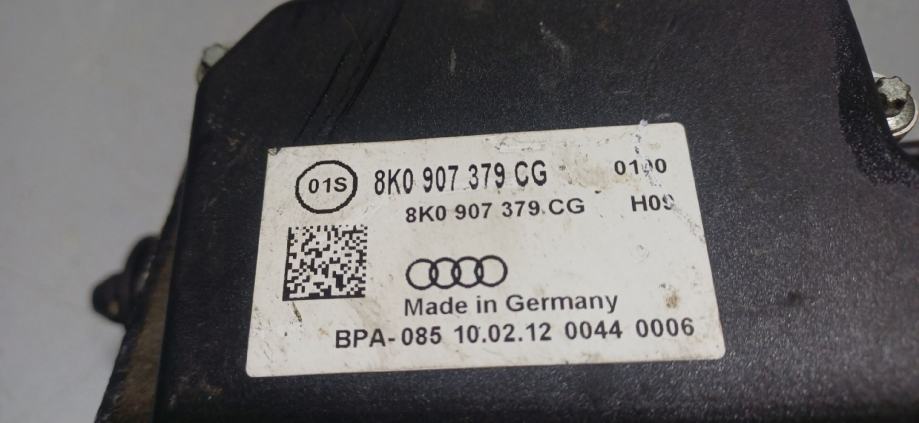 01S 8K0 907 379 CG 0100
8K0 907 379 CG H09
Made in Germany
BPA-085 10.02.12 0044 0006